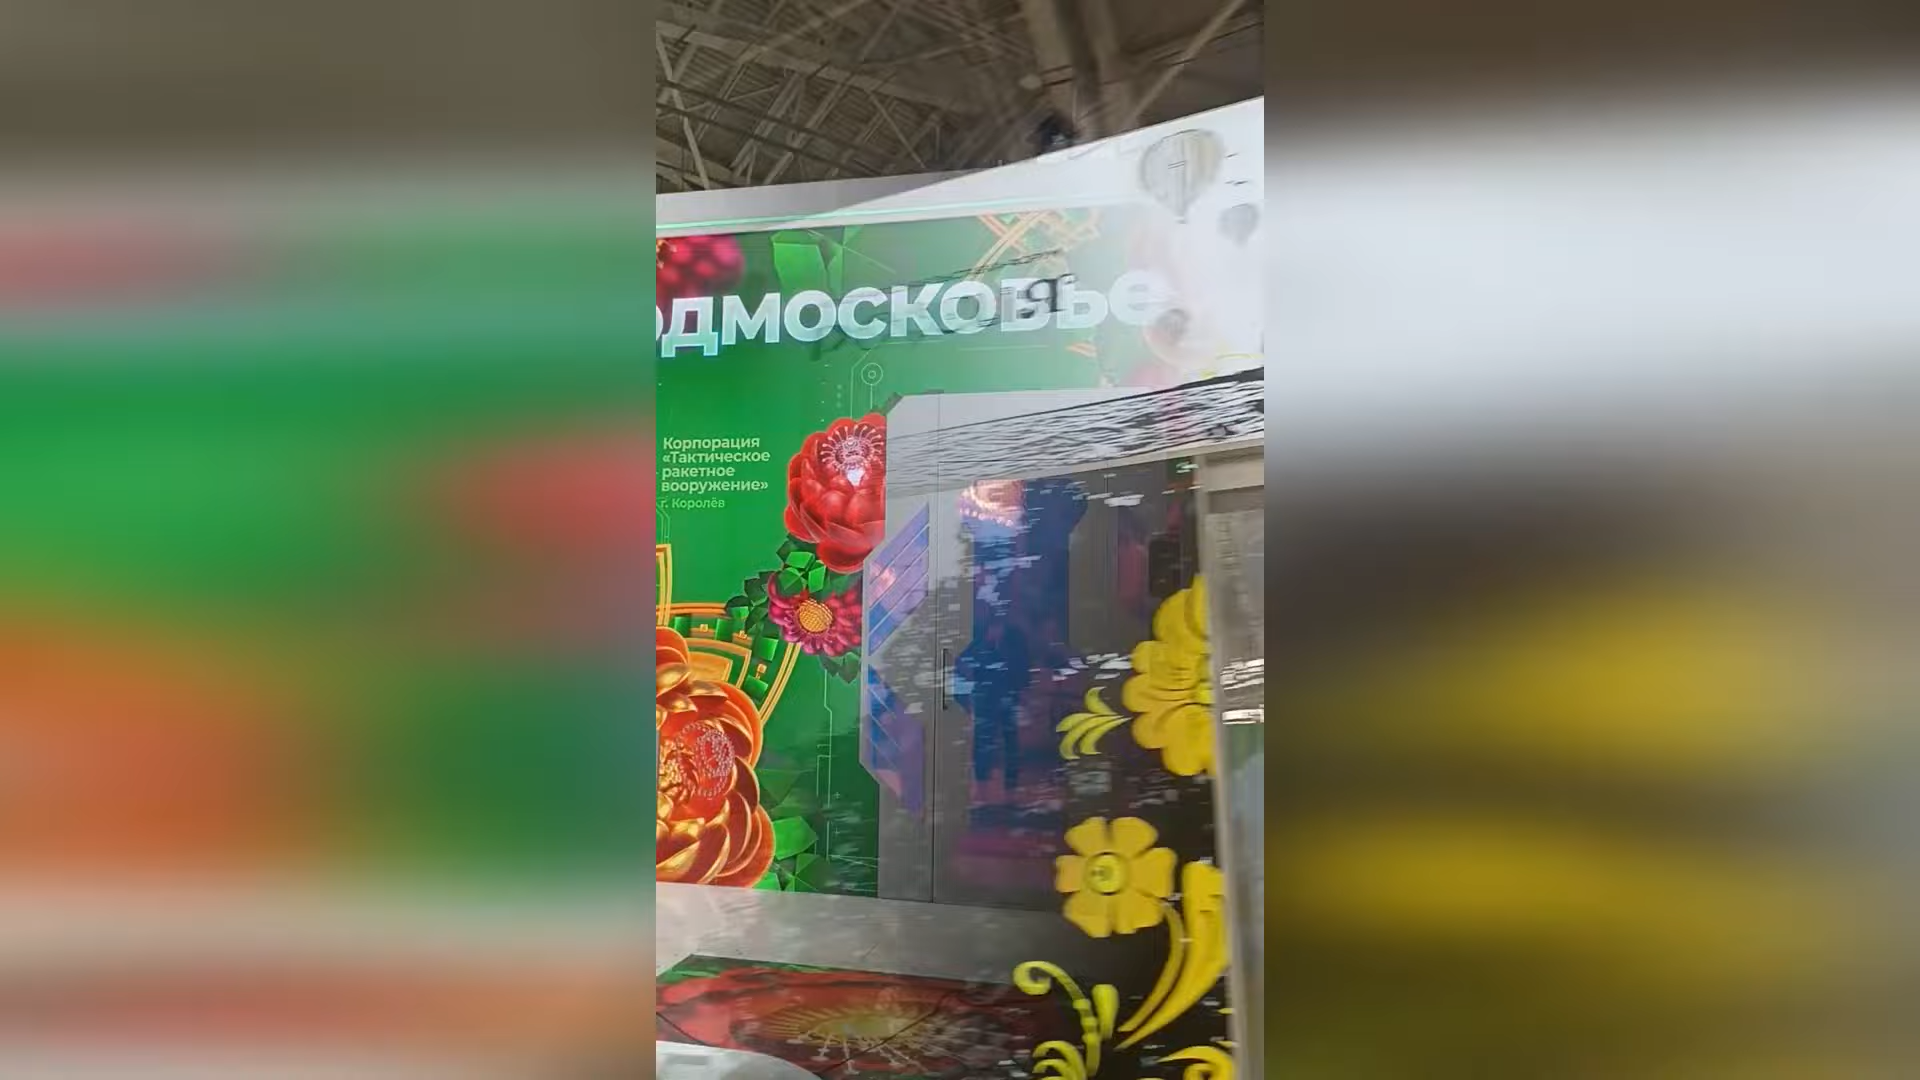 одмосковье
Корпорация
«Тактическое
ракетное
вооружение»
г. Королёв